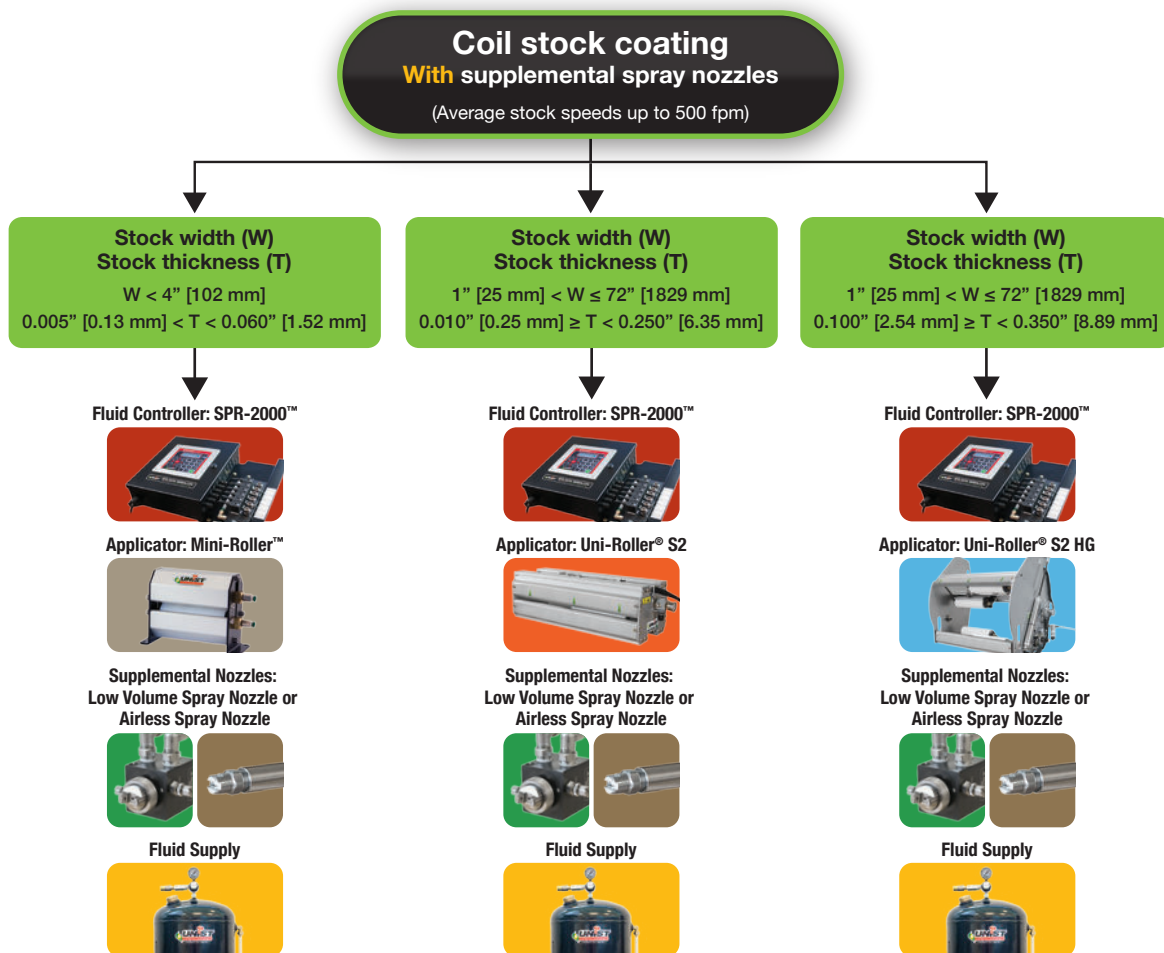 Coil stock coating
With supplemental spray nozzles
(Average stock speeds up to 500 fpm)
Stock width (W)
Stock thickness (T)
W < 4” [102 mm]
0.005” [0.13 mm] < T < 0.060” [1.52 mm]
Fluid Controller: SPR-2000™
Applicator: Mini-Roller™
UNIST
Supplemental Nozzles:
Low Volume Spray Nozzle or
Airless Spray Nozzle
Fluid Supply
UNIST
Stock width (W)
Stock thickness (T)
1” [25 mm] < W ≤ 72” [1829 mm]
0.010” [0.25 mm] ≥ T < 0.250” [6.35 mm]
Fluid Controller: SPR-2000™
Applicator: Uni-Roller® S2
Supplemental Nozzles:
Low Volume Spray Nozzle or
Airless Spray Nozzle
Fluid Supply
UNIST
Stock width (W)
Stock thickness (T)
1” [25 mm] < W ≤ 72” [1829 mm]
0.100” [2.54 mm] ≥ T < 0.350” [8.89 mm]
Fluid Controller: SPR-2000™
Applicator: Uni-Roller® S2 HG
Supplemental Nozzles:
Low Volume Spray Nozzle or
Airless Spray Nozzle
Fluid Supply
UNIST